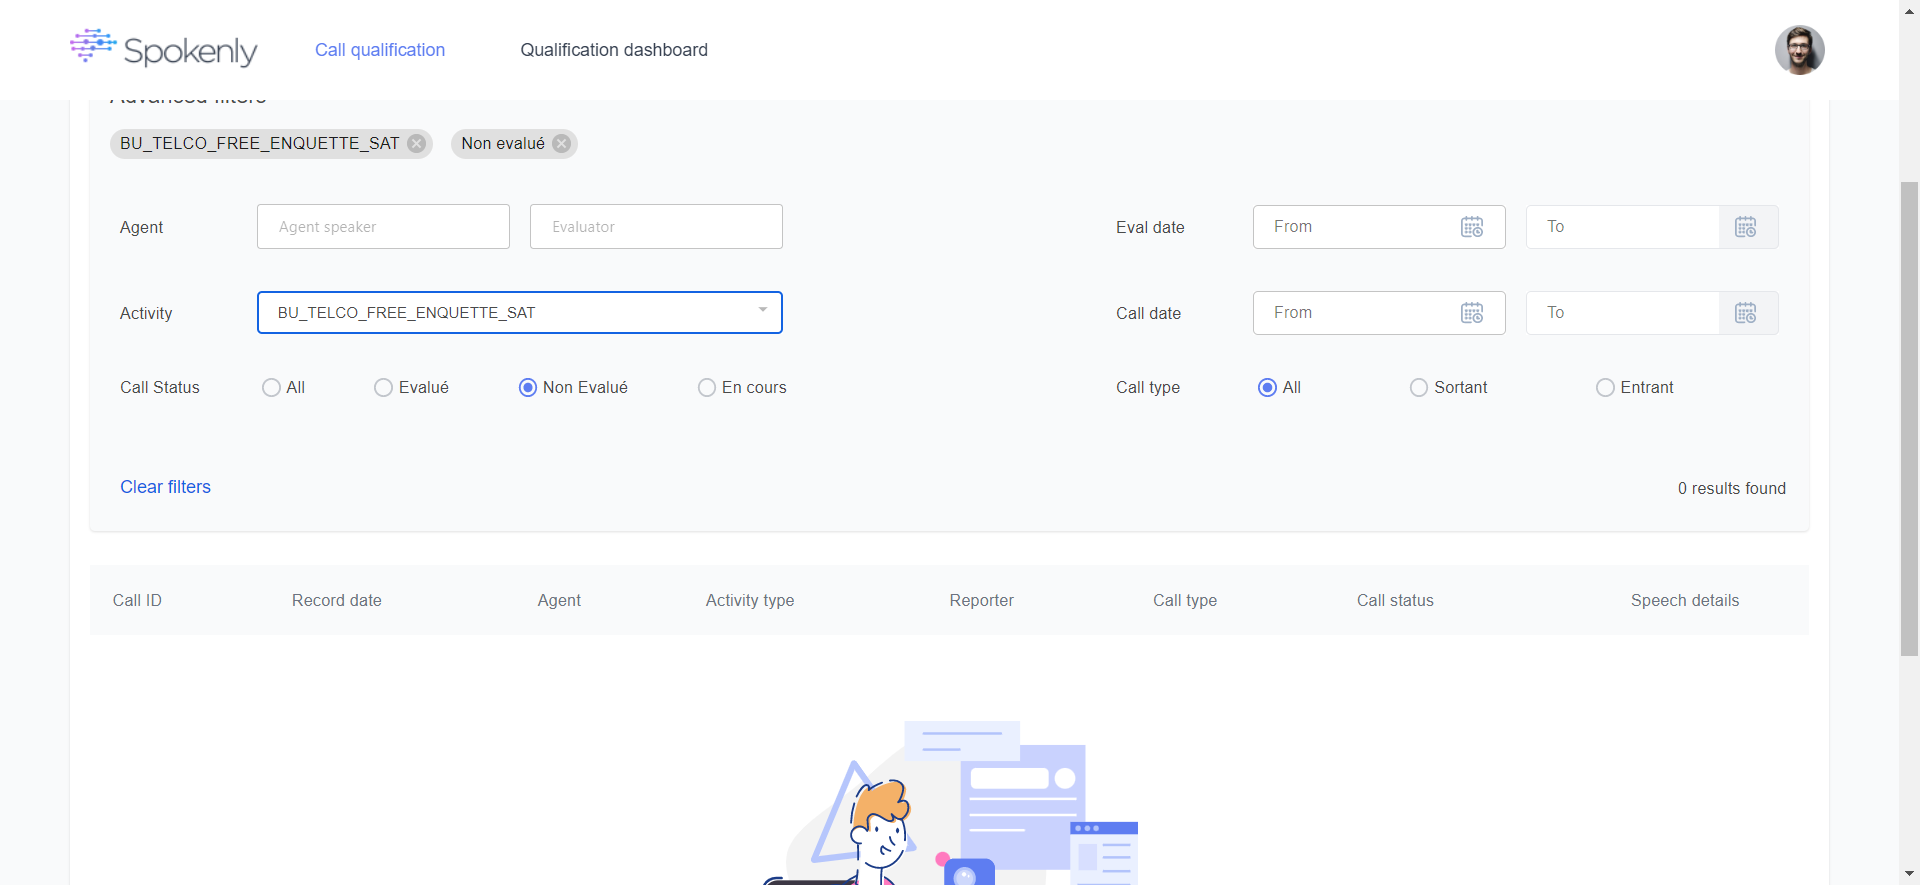 Spokenly
Call qualification
Qualification dashboard
Advanced filters
BU_TELCO_FREE_ENQUETTE_SAT
Non evalué
Agent
Agent speaker
Evaluator
Eval date
From
To
Activity
BU_TELCO_FREE_ENQUETTE_SAT
Call date
From
To
Call Status
All
Evalué
Non Evalué
En cours
Call type
All
Sortant
Entrant
Clear filters
0 results found
Call ID
Record date
Agent
Activity type
Reporter
Call type
Call status
Speech details